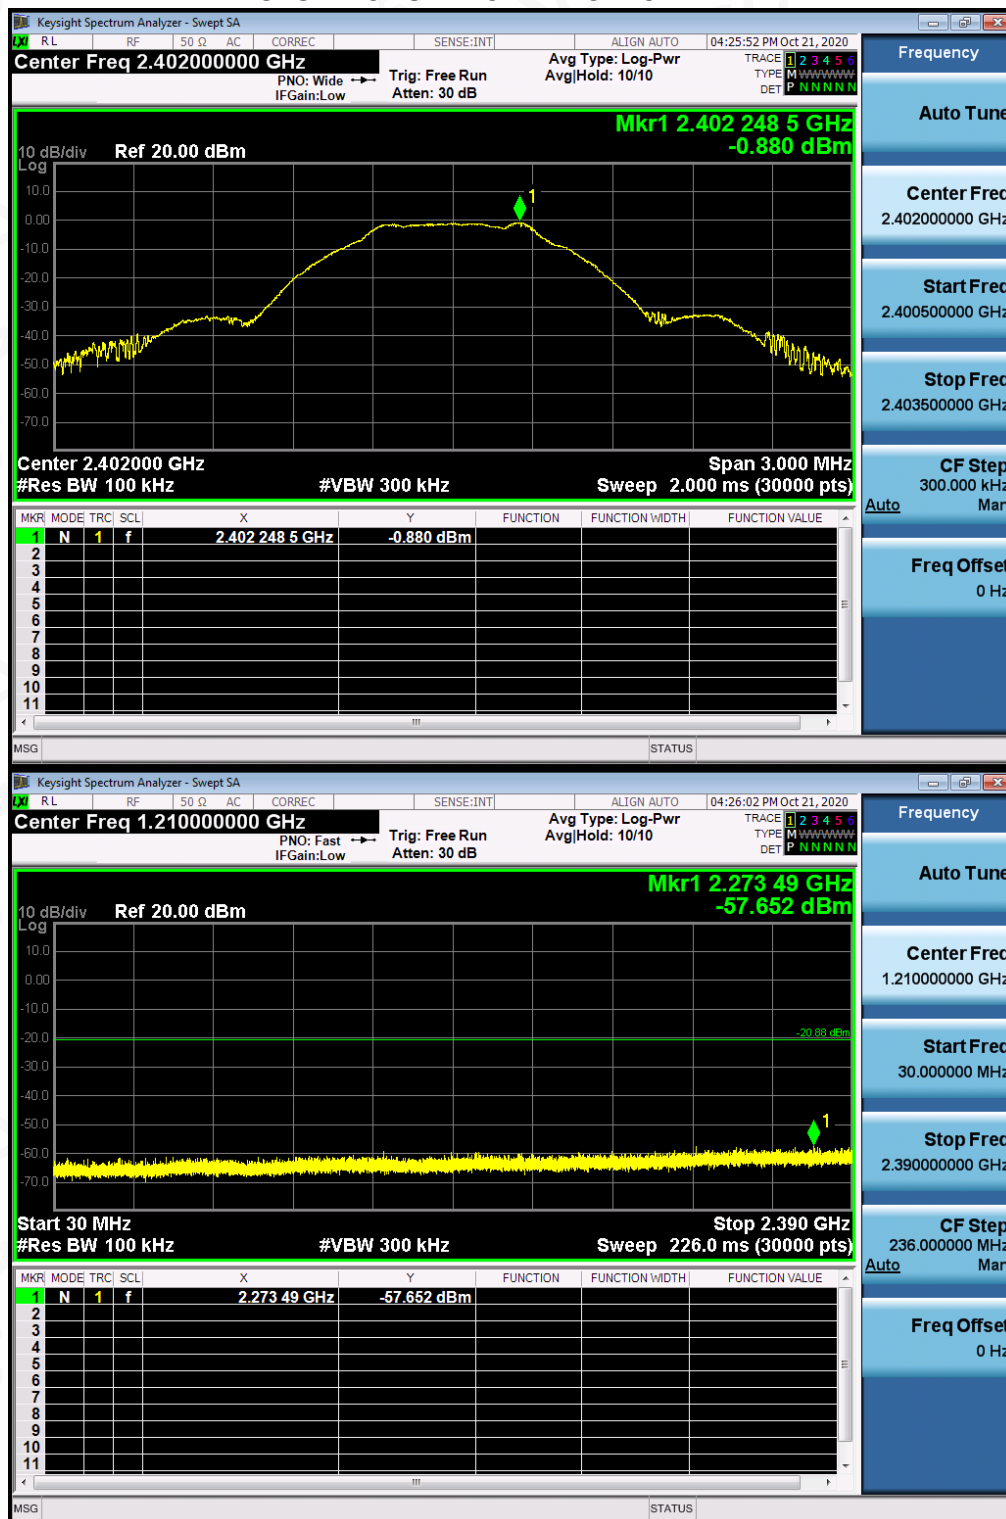 Keysight Spectrum Analyzer - Swept SA
LXI RL RF 50 Ω AC CORREC SENSE:INT ALIGN AUTO 04:25:52 PM Oct 21, 2020
Center Freq 2.402000000 GHz
PNO: Wide
IFGain:Low
Trig: Free Run
Atten: 30 dB
Avg Type: Log-Pwr
Avg|Hold: 10/10
TRACE 1 2 3 4 5 6
TYPE M WWWWW
DET P N N N N N
Mkr1 2.402 248 5 GHz
-0.880 dBm
10 dB/div Ref 20.00 dBm
Log
10.0
0.00
-10.0
-20.0
-30.0
-40.0
-50.0
-60.0
-70.0
1
Center 2.402000 GHz Span 3.000 MHz
#Res BW 100 kHz #VBW 300 kHz Sweep 2.000 ms (30000 pts)
MKR MODE TRC SCL X Y FUNCTION FUNCTION WIDTH FUNCTION VALUE
1 N 1 f 2.402 248 5 GHz -0.880 dBm
2
3
4
5
6
7
8
9
10
11
MSG STATUS
Frequency
Auto Tune
Center Freq
2.402000000 GHz
Start Freq
2.400500000 GHz
Stop Freq
2.403500000 GHz
CF Step
300.000 kHz
Auto Man
Freq Offset
0 Hz
Keysight Spectrum Analyzer - Swept SA
LXI RL RF 50 Ω AC CORREC SENSE:INT ALIGN AUTO 04:26:02 PM Oct 21, 2020
Center Freq 1.210000000 GHz
PNO: Fast
IFGain:Low
Trig: Free Run
Atten: 30 dB
Avg Type: Log-Pwr
Avg|Hold: 10/10
TRACE 1 2 3 4 5 6
TYPE M WWWWW
DET P N N N N N
Mkr1 2.273 49 GHz
-57.652 dBm
10 dB/div Ref 20.00 dBm
Log
10.0
0.00
-10.0
-20.0
-30.0
-40.0
-50.0
-60.0
-70.0
-20.88 dBm
1
Start 30 MHz Stop 2.390 GHz
#Res BW 100 kHz #VBW 300 kHz Sweep 226.0 ms (30000 pts)
MKR MODE TRC SCL X Y FUNCTION FUNCTION WIDTH FUNCTION VALUE
1 N 1 f 2.273 49 GHz -57.652 dBm
2
3
4
5
6
7
8
9
10
11
MSG STATUS
Frequency
Auto Tune
Center Freq
1.210000000 GHz
Start Freq
30.000000 MHz
Stop Freq
2.390000000 GHz
CF Step
236.000000 MHz
Auto Man
Freq Offset
0 Hz